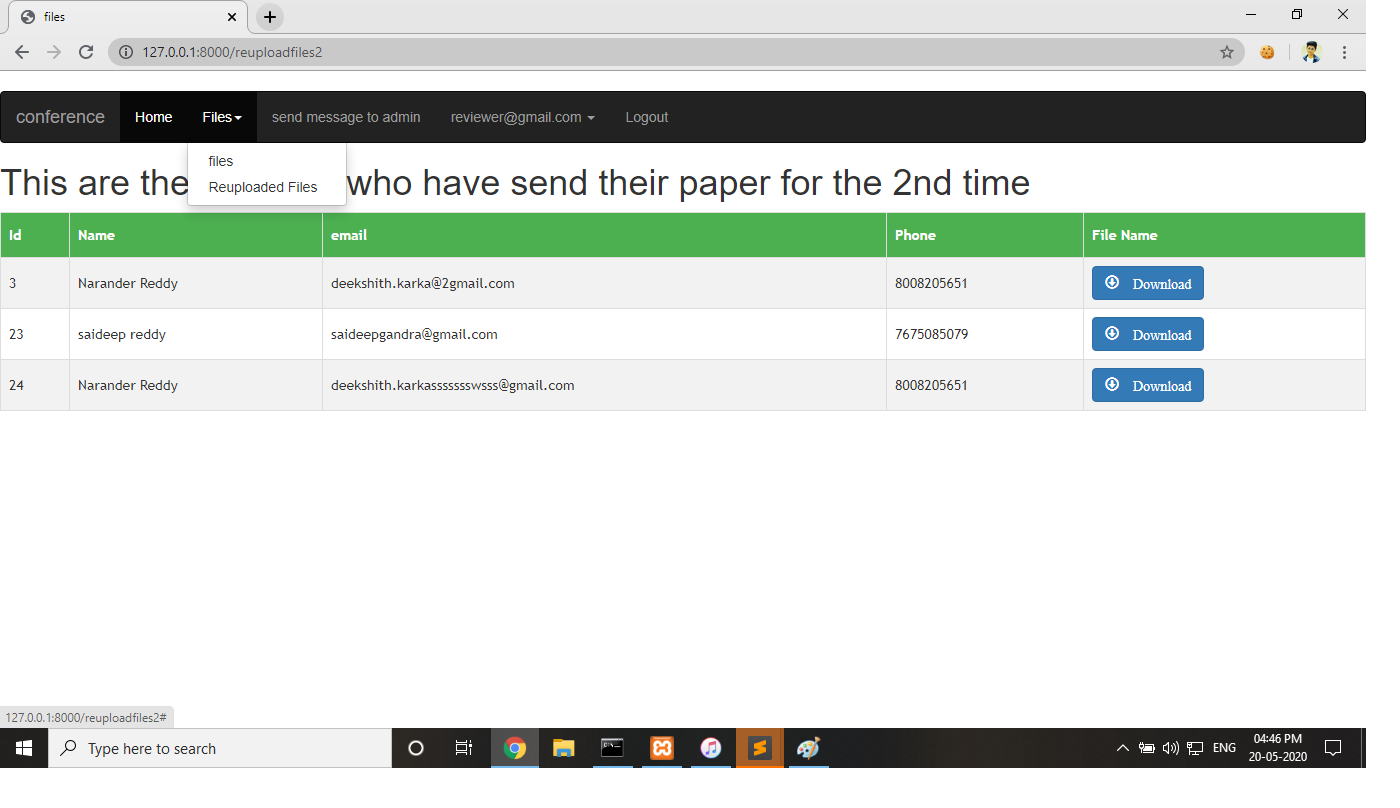 files
127.0.0.1:8000/reuploadfiles2
conference Home Files send message to admin reviewer@gmail.com Logout
files
Reuploaded Files
This are the who have send their paper for the 2nd time
Id Name email Phone File Name
3 Narander Reddy deekshith.karka@2gmail.com 8008205651 Download
23 saideep reddy saideepgandra@gmail.com 7675085079 Download
24 Narander Reddy deekshith.karkassssssswsss@gmail.com 8008205651 Download
127.0.0.1:8000/reuploadfiles2#
Type here to search
ENG
04:46 PM
20-05-2020